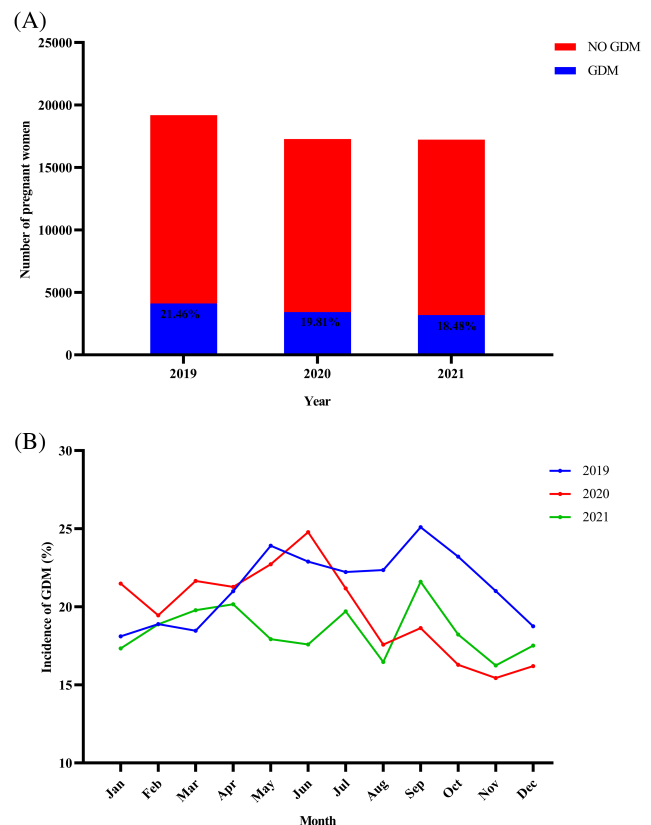 (A)
25000
20000
15000
10000
5000
0
Number of pregnant women
NO GDM
GDM
21.46%
19.81%
18.48%
2019
2020
2021
Year
(B)
30
25
20
15
10
Incidence of GDM (%)
2019
2020
2021
Jan
Feb
Mar
Apr
May
Jun
Jul
Aug
Sep
Oct
Nov
Dec
Month